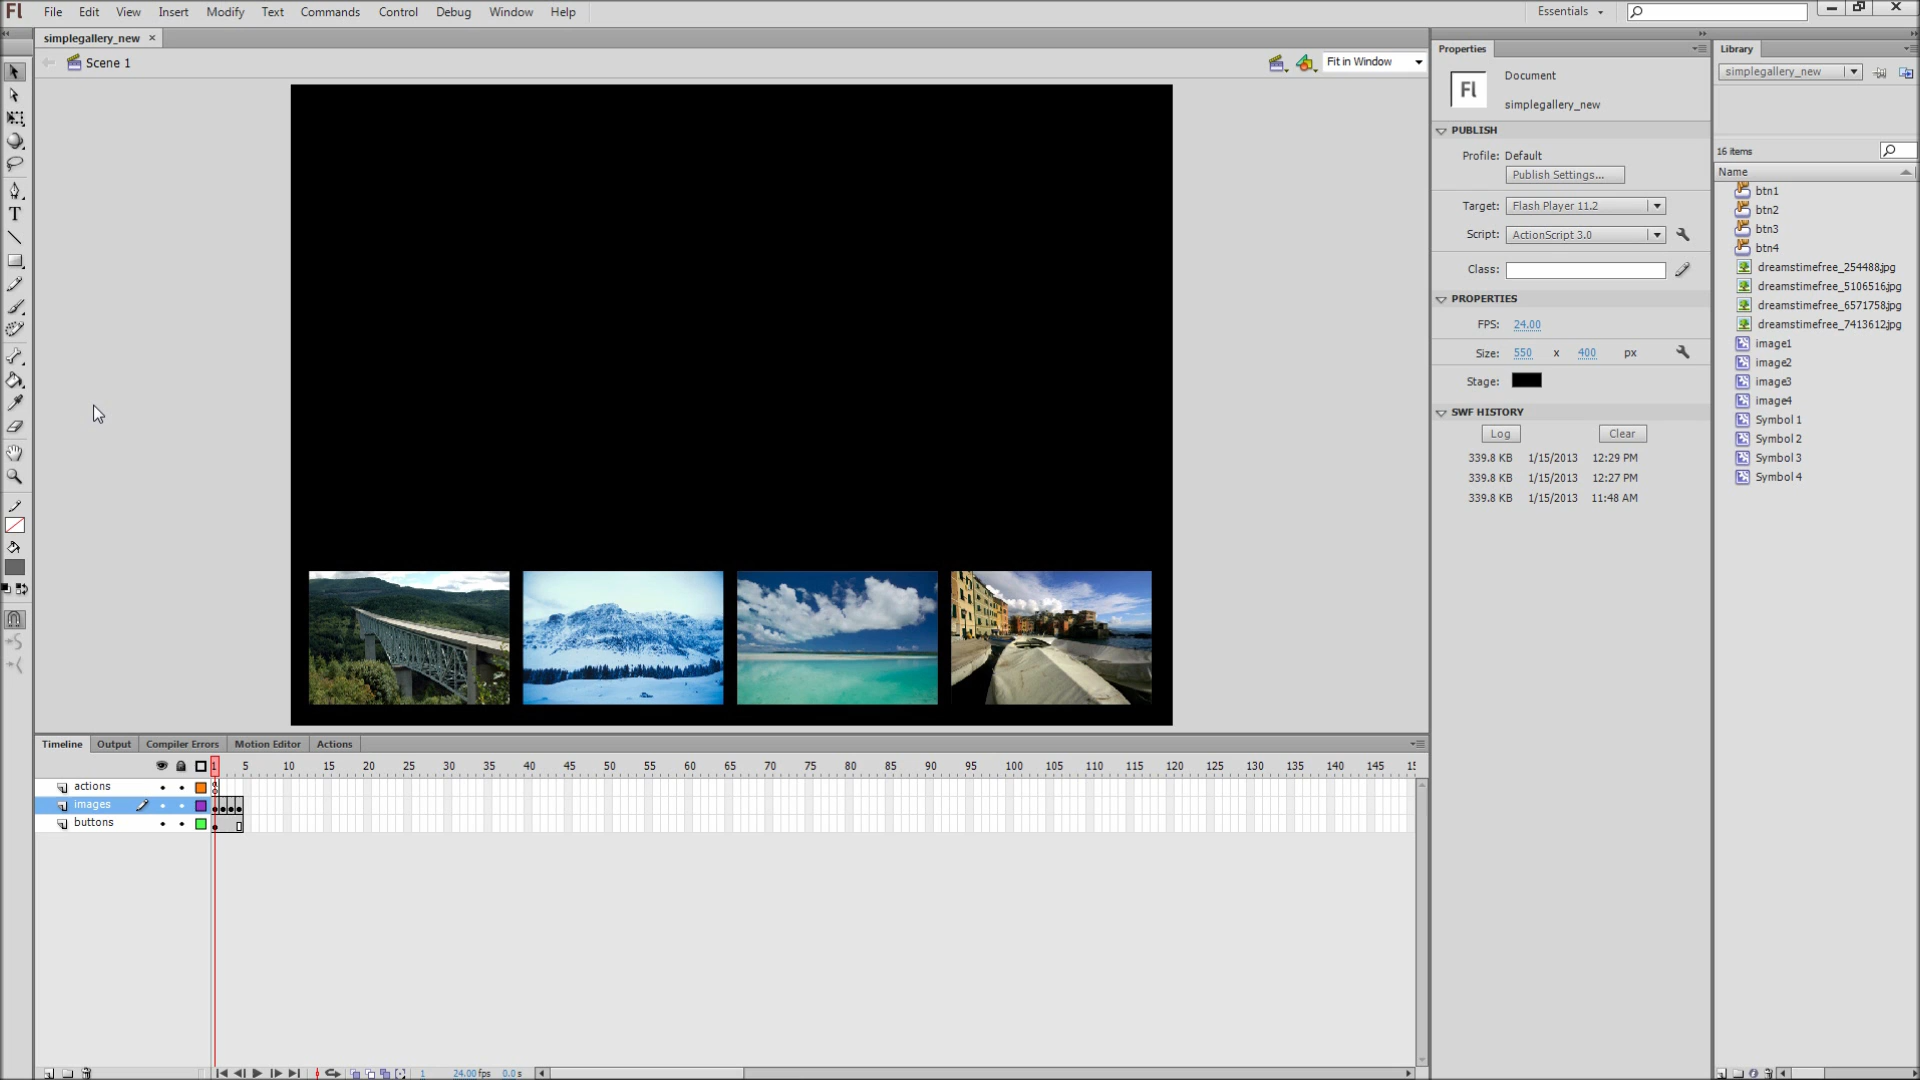 Fl File Edit View Insert Modify Text Commands Control Debug Window Help Essentials
simplegallery_new ×
Scene 1 Fit in Window
Properties
Fl Document
simplegallery_new
PUBLISH
Profile: Default
Publish Settings...
Target: Flash Player 11.2
Script: ActionScript 3.0
Class:
PROPERTIES
FPS: 24.00
Size: 550 x 400 px
Stage:
SWF HISTORY
Log Clear
339.8 KB 1/15/2013 12:29 PM
339.8 KB 1/15/2013 12:27 PM
339.8 KB 1/15/2013 11:48 AM
Library
simplegallery_new
16 items
Name
btn1
btn2
btn3
btn4
dreamstimefree_254488.jpg
dreamstimefree_5106516.jpg
dreamstimefree_6571758.jpg
dreamstimefree_7413612.jpg
image1
image2
image3
image4
Symbol 1
Symbol 2
Symbol 3
Symbol 4
Timeline Output Compiler Errors Motion Editor Actions
1 5 10 15 20 25 30 35 40 45 50 55 60 65 70 75 80 85 90 95 100 105 110 115 120 125 130 135 140 145 15
actions
images
buttons
1 24.00 fps 0.0 s